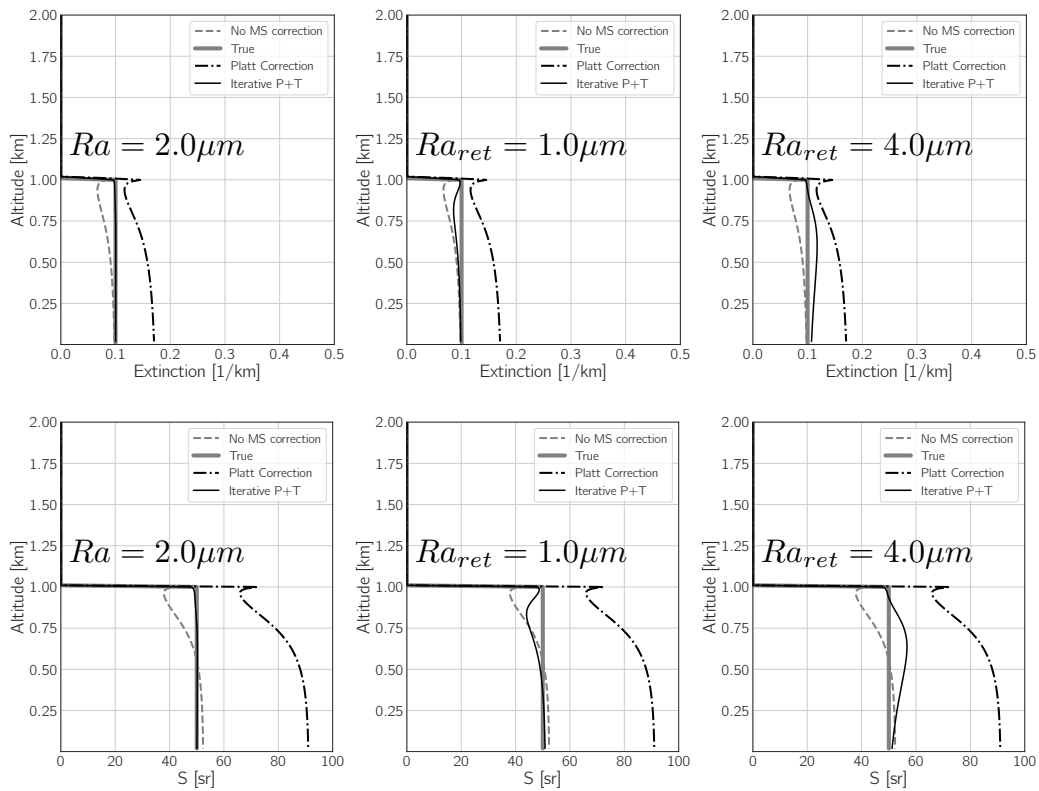 2.00
No MS correction
True
Platt Correction
Iterative P+T
1.75
1.50
1.25
Ra = 2.0μm
Altitude [km]
1.00
0.75
0.50
0.25
0.0 0.1 0.2 0.3 0.4 0.5
Extinction [1/km]
2.00
No MS correction
True
Platt Correction
Iterative P+T
1.75
1.50
1.25
Ra_ret = 1.0μm
Altitude [km]
1.00
0.75
0.50
0.25
0.0 0.1 0.2 0.3 0.4 0.5
Extinction [1/km]
2.00
No MS correction
True
Platt Correction
Iterative P+T
1.75
1.50
1.25
Ra_ret = 4.0μm
Altitude [km]
1.00
0.75
0.50
0.25
0.0 0.1 0.2 0.3 0.4 0.5
Extinction [1/km]
2.00
No MS correction
True
Platt Correction
Iterative P+T
1.75
1.50
1.25
Ra = 2.0μm
Altitude [km]
1.00
0.75
0.50
0.25
0 20 40 60 80 100
S [sr]
2.00
No MS correction
True
Platt Correction
Iterative P+T
1.75
1.50
1.25
Ra_ret = 1.0μm
Altitude [km]
1.00
0.75
0.50
0.25
0 20 40 60 80 100
S [sr]
2.00
No MS correction
True
Platt Correction
Iterative P+T
1.75
1.50
1.25
Ra_ret = 4.0μm
Altitude [km]
1.00
0.75
0.50
0.25
0 20 40 60 80 100
S [sr]